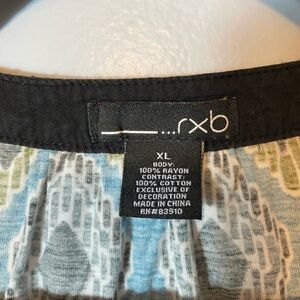 ___...rxb
XL
BODY:
100% RAYON
CONTRAST:
100% COTTON
EXCLUSIVE OF
DECORATION
MADE IN CHINA
RN#83910